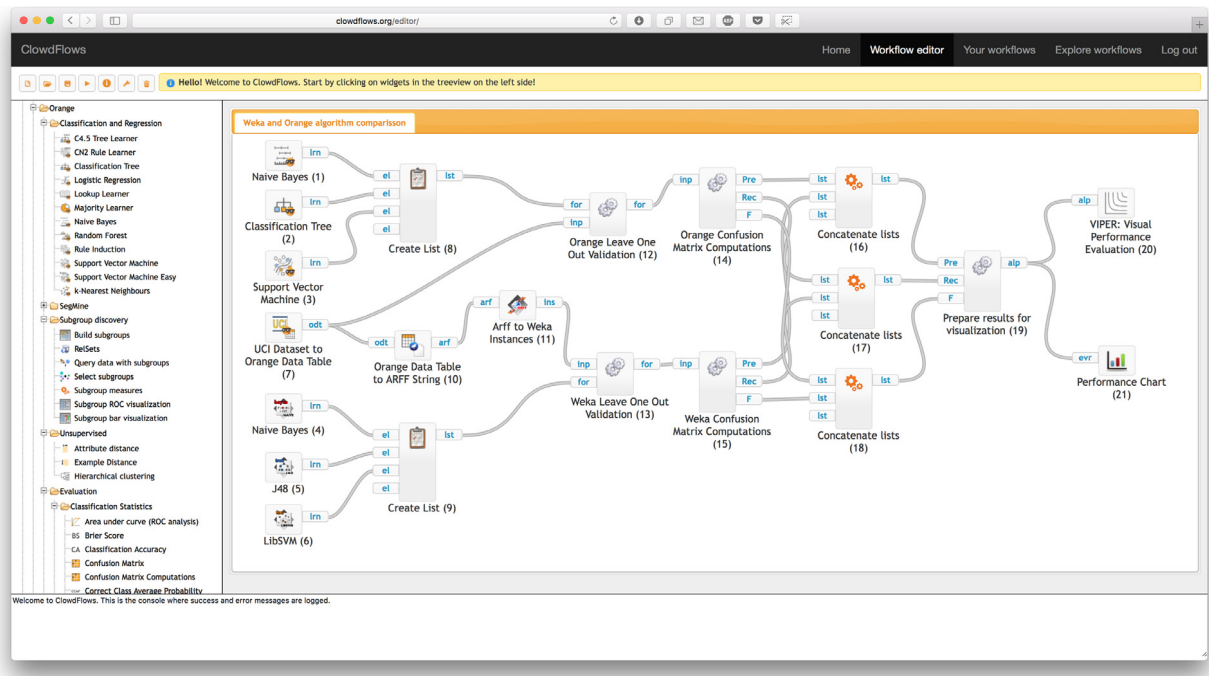 clowdflows.org/editor/
ClowdFlows
Home
Workflow editor
Your workflows
Explore workflows
Log out
Hello! Welcome to ClowdFlows. Start by clicking on widgets in the treeview on the left side!
Orange
Classification and Regression
C4.5 Tree Learner
CN2 Rule Learner
Classification Tree
Logistic Regression
Lookup Learner
Majority Learner
Naive Bayes
Random Forest
Rule Induction
Support Vector Machine
Support Vector Machine Easy
k-Nearest Neighbours
SegMine
Subgroup discovery
Build subgroups
RelSets
Query data with subgroups
Select subgroups
Subgroup measures
Subgroup ROC visualization
Subgroup bar visualization
Unsupervised
Attribute distance
Example Distance
Hierarchical clustering
Evaluation
Classification Statistics
Area under curve (ROC analysis)
BS Brier Score
CA Classification Accuracy
Confusion Matrix
Confusion Matrix Computations
Correct Class Average Probability
Weka and Orange algorithm comparisson
lrn
Naive Bayes (1)
lrn
Classification Tree
(2)
lrn
Support Vector
Machine (3)
UCI
odt
UCI Dataset to
Orange Data Table
(7)
lrn
Naive Bayes (4)
lrn
J48 (5)
lrn
LibSVM (6)
el
el
el
el
lst
Create List (8)
odt
arf
Orange Data Table
to ARFF String (10)
el
el
el
el
lst
Create List (9)
arf
ins
Arff to Weka
Instances (11)
for
inp
for
Orange Leave One
Out Validation (12)
inp
for
for
Weka Leave One Out
Validation (13)
inp
Pre
Rec
F
Orange Confusion
Matrix Computations
(14)
inp
Pre
Rec
F
Weka Confusion
Matrix Computations
(15)
lst
lst
lst
lst
Concatenate lists
(16)
lst
lst
lst
lst
Concatenate lists
(17)
lst
lst
lst
lst
Concatenate lists
(18)
Pre
Rec
F
alp
Prepare results for
visualization (19)
alp
VIPER: Visual
Performance
Evaluation (20)
evr
Performance Chart
(21)
Welcome to ClowdFlows. This is the console where success and error messages are logged.